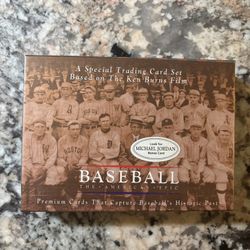 A Special Trading Card Set
Based on The Ken Burns Film
BASEBALL
THE • AMERICAN • EPIC
Look for
MICHAEL JORDAN
Bonus Card
Premium Cards That Capture Baseball's Historic Past